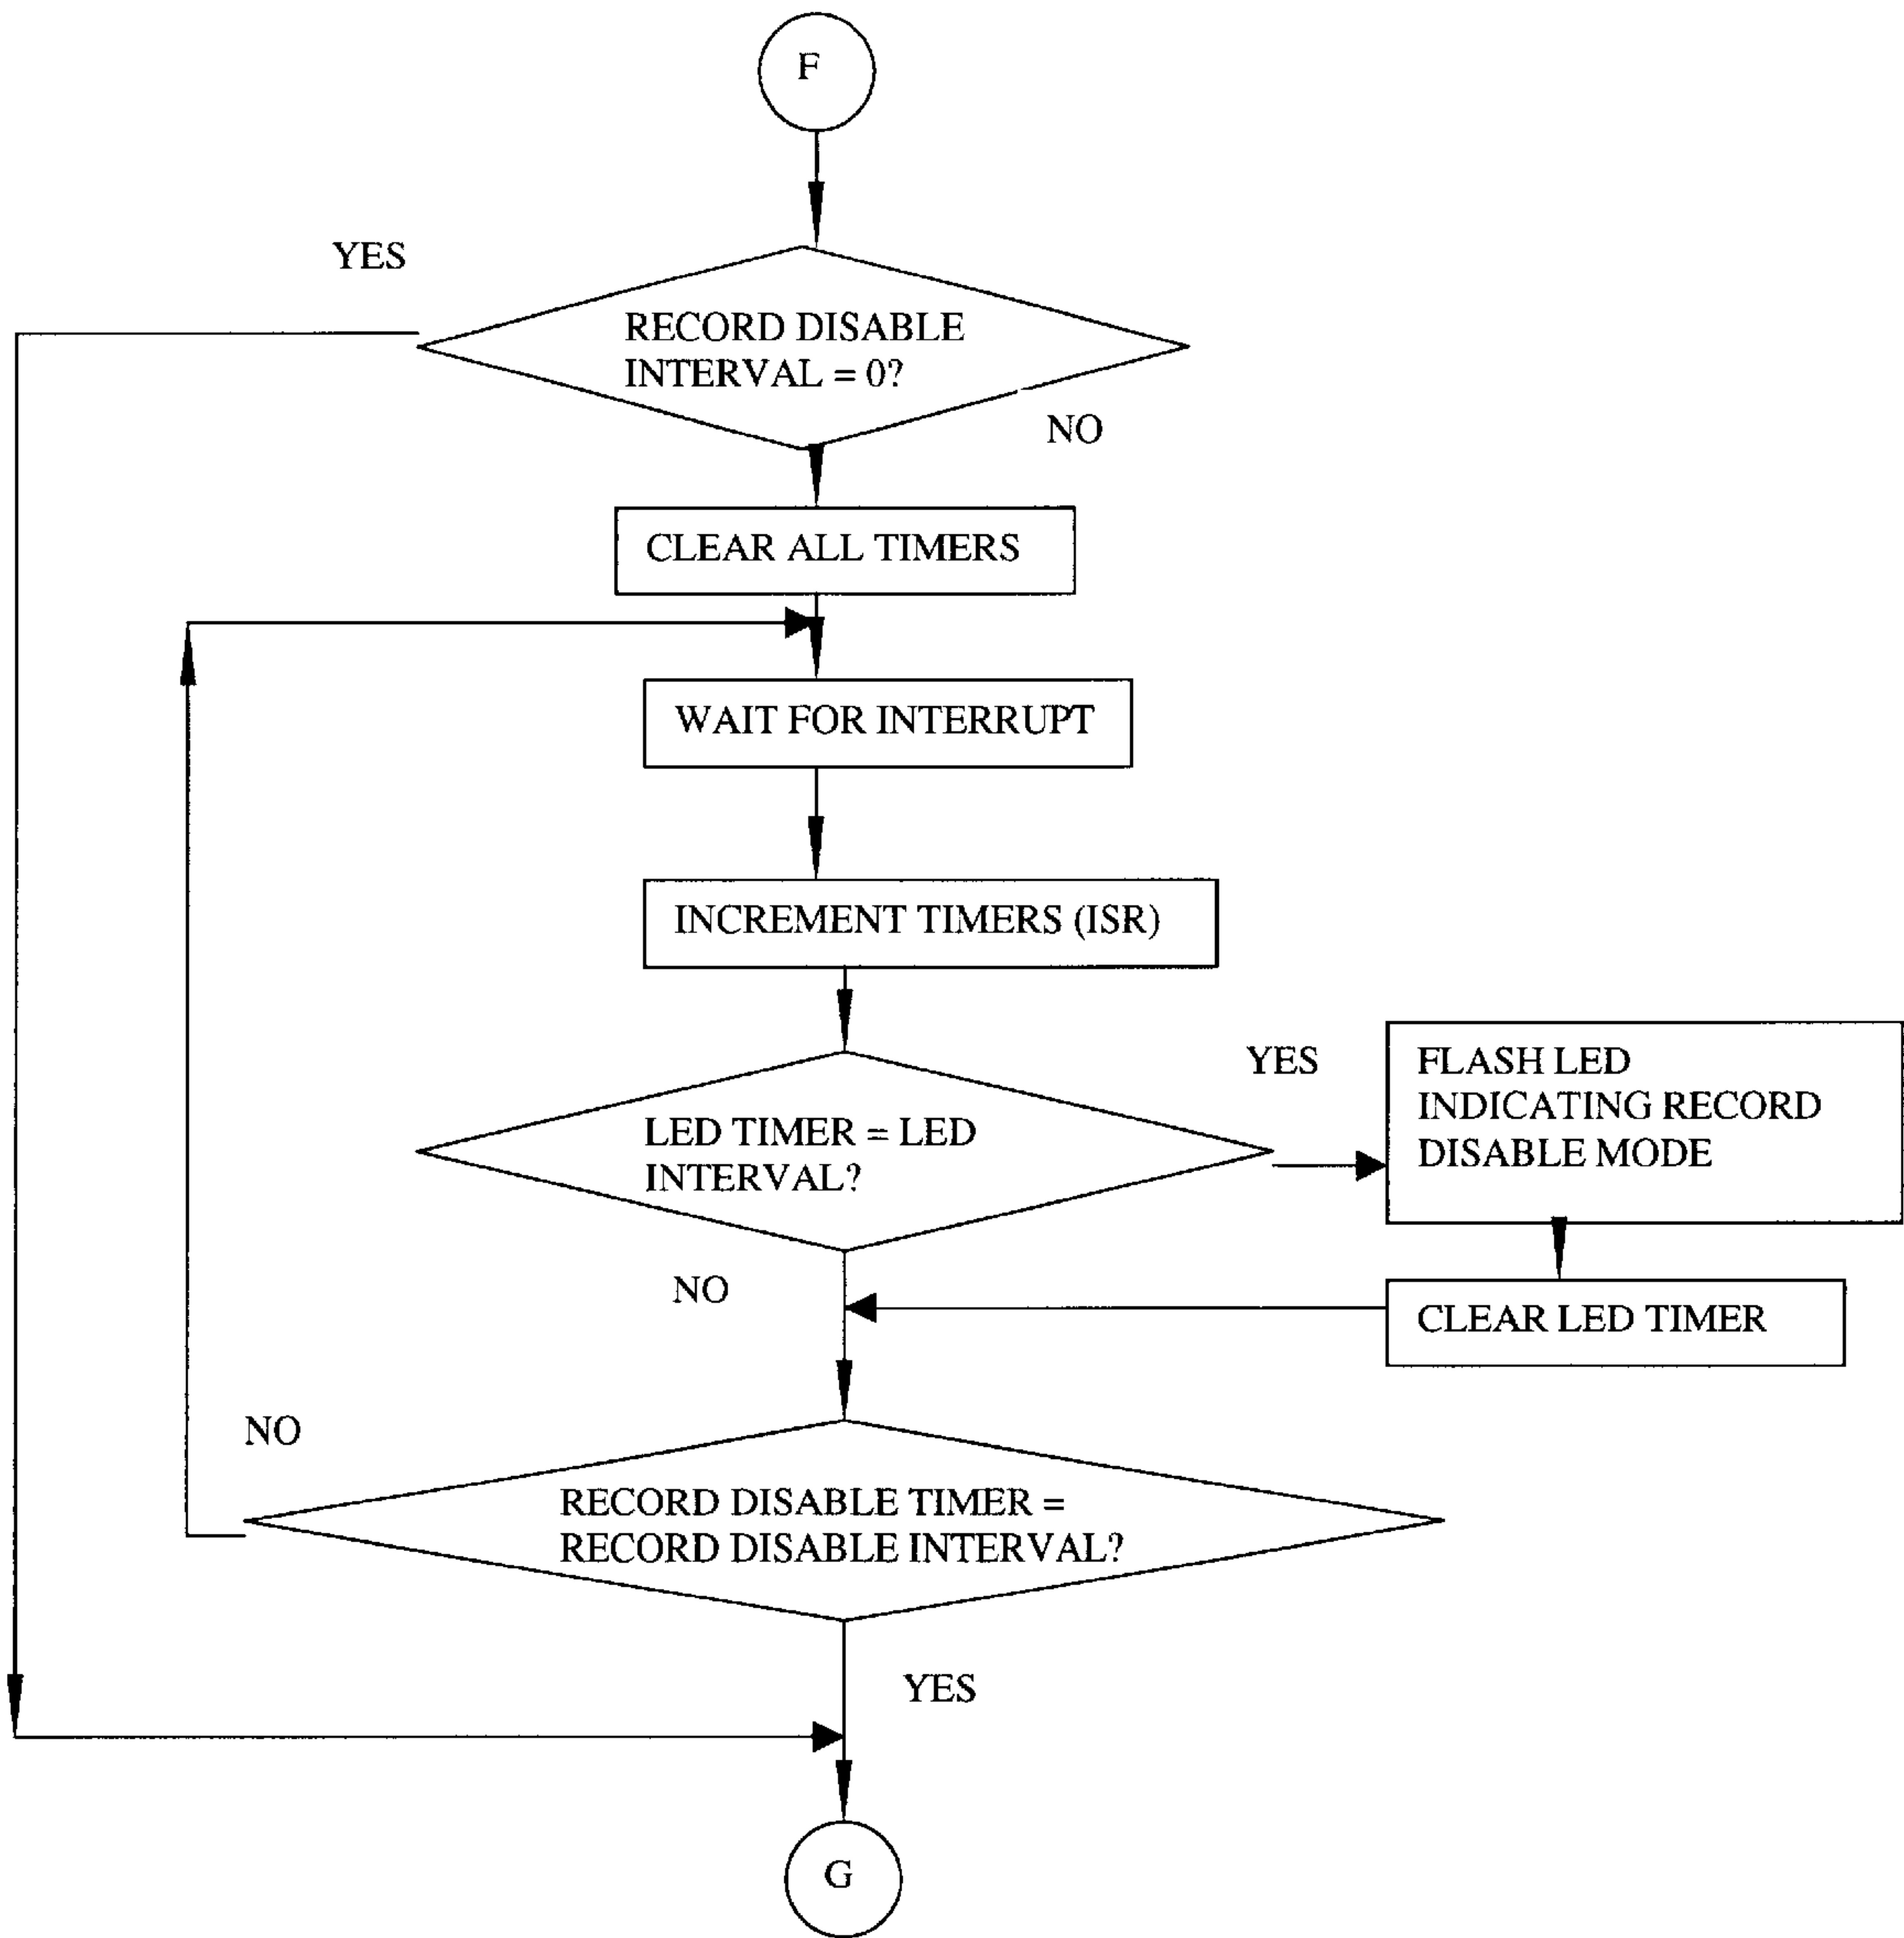 F
YES
RECORD DISABLE
INTERVAL = 0?
NO
CLEAR ALL TIMERS
WAIT FOR INTERRUPT
INCREMENT TIMERS (ISR)
LED TIMER = LED
INTERVAL?
YES
FLASH LED
INDICATING RECORD
DISABLE MODE
NO
CLEAR LED TIMER
NO
RECORD DISABLE TIMER =
RECORD DISABLE INTERVAL?
YES
G